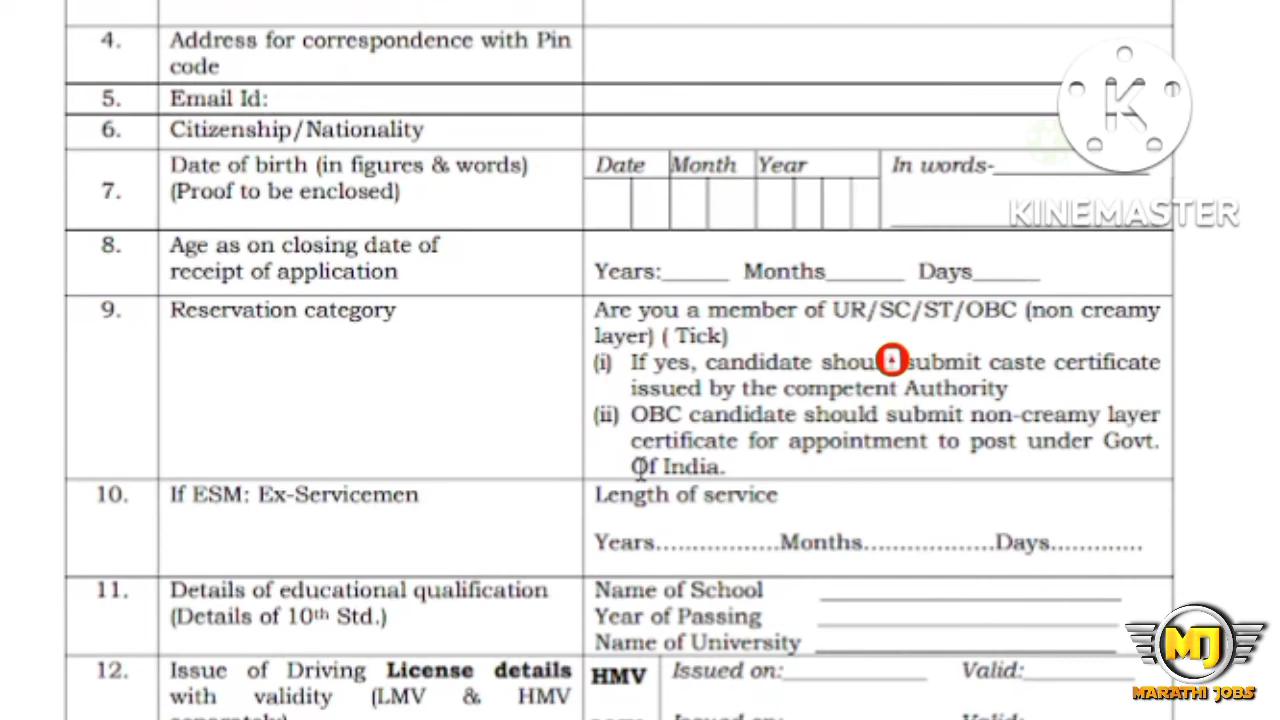 4. Address for correspondence with Pin
code
5. Email Id:
6. Citizenship/Nationality
7. Date of birth (in figures & words)
(Proof to be enclosed)
Date Month Year In words-
KINEMASTER
8. Age as on closing date of
receipt of application
Years:______ Months_______ Days______
9. Reservation category
Are you a member of UR/SC/ST/OBC (non creamy
layer) ( Tick)
(i) If yes, candidate should submit caste certificate
issued by the competent Authority
(ii) OBC candidate should submit non-creamy layer
certificate for appointment to post under Govt.
Of India.
10. If ESM: Ex-Servicemen
Length of service
Years...................Months...................Days.............
11. Details of educational qualification
(Details of 10th Std.)
Name of School
Year of Passing
Name of University
12. Issue of Driving License details
with validity (LMV & HMV
HMV Issued on: Valid:
MJ
MARATHI JOBS